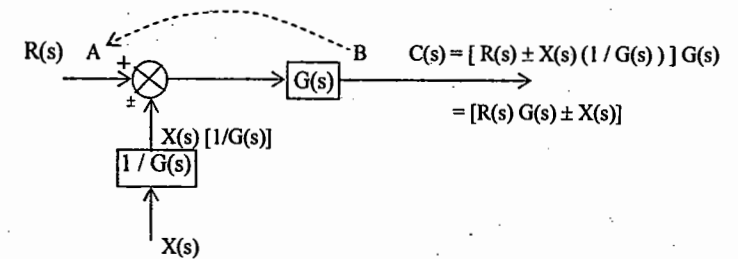 R(s) A B C(s) = [ R(s) ± X(s) (1 / G(s) ) ] G(s)
+
G(s)
±
= [R(s) G(s) ± X(s)]
X(s) [1/G(s)]
1 / G(s)
X(s)